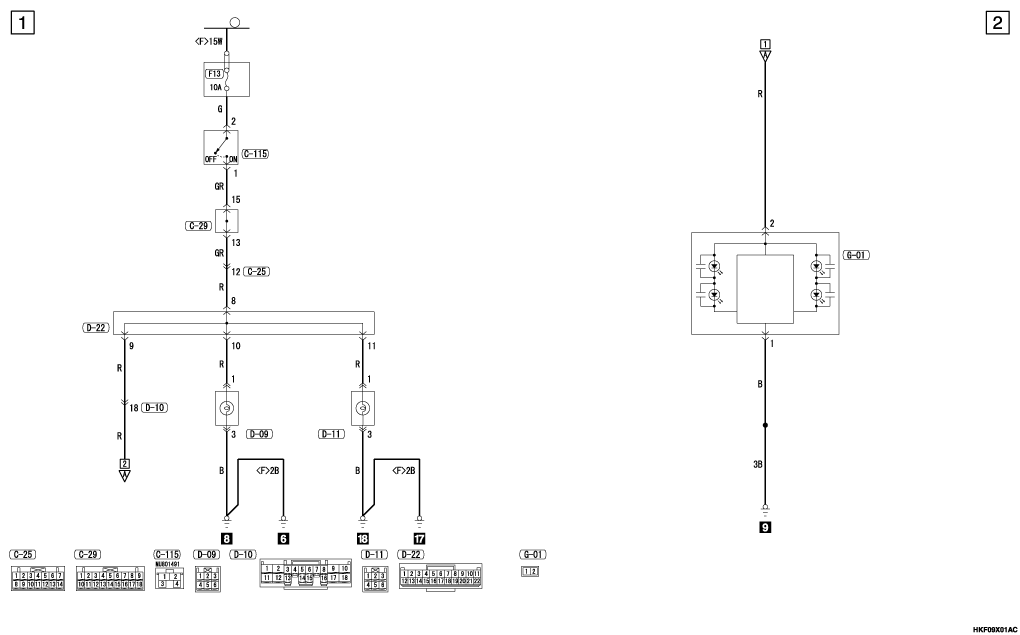 1
2
<F>15W
F13
10A
G
2
OFF
ON
C-115
1
GR
15
C-29
13
GR
12 C-25
R
8
D-22
9
10
11
R
R
R
1
1
18 D-10
R
3 D-09
D-11 3
2
A
B
<F>2B
B
<F>2B
8
6
18
17
1
A
R
2
G-01
1
B
3B
9
C-25
1 2 3 4 5 6 7
8 9 10 11 12 13 14
C-29
1 2 3 4 5 6 7 8 9
10 11 12 13 14 15 16 17 18
C-115
MU801491
1 2
3 4
D-09
1 2 3
4 5 6
D-10
1 2 3 4 5 6 7 8 9 10
11 12 13 14 15 16 17 18
D-11
1 2 3
4 5 6
D-22
1 2 3 4 5 6 7 8 9 10 11
12 13 14 15 16 17 18 19 20 21 22
G-01
1 2
HKF09X01AC